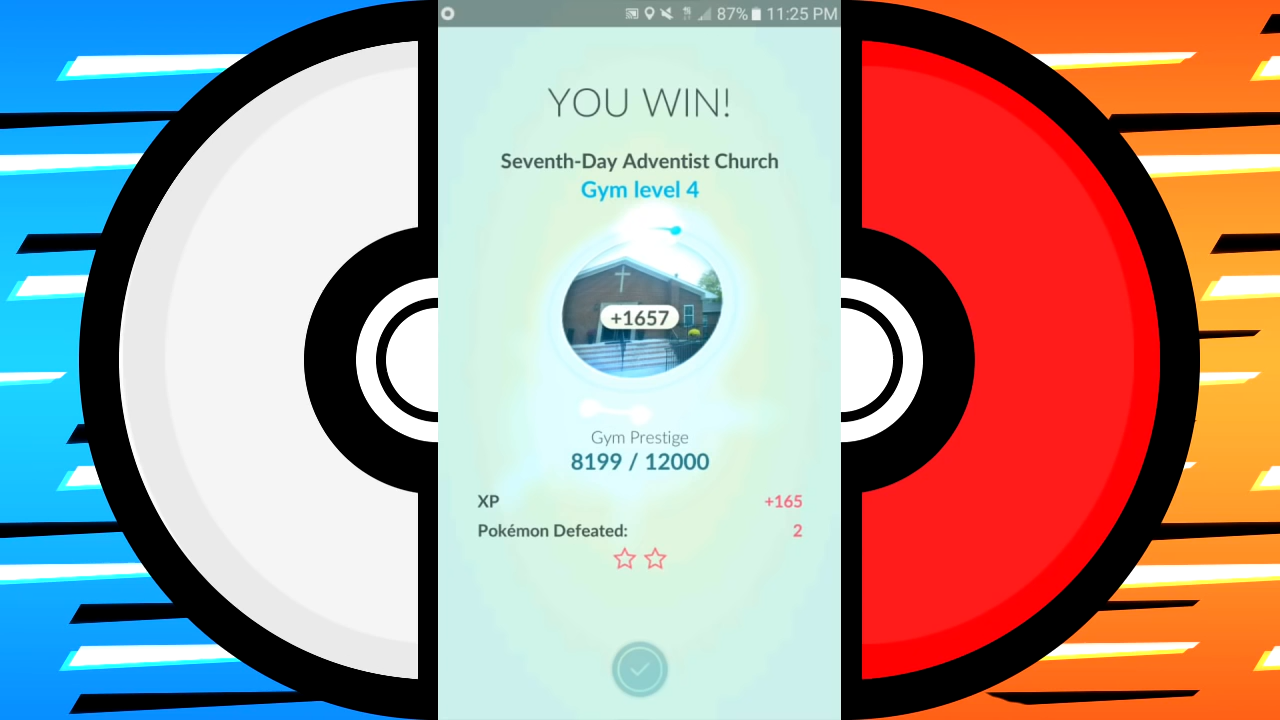 87% 11:25 PM
YOU WIN!
Seventh-Day Adventist Church
Gym level 4
+1657
Gym Prestige
8199 / 12000
XP +165
Pokémon Defeated: 2